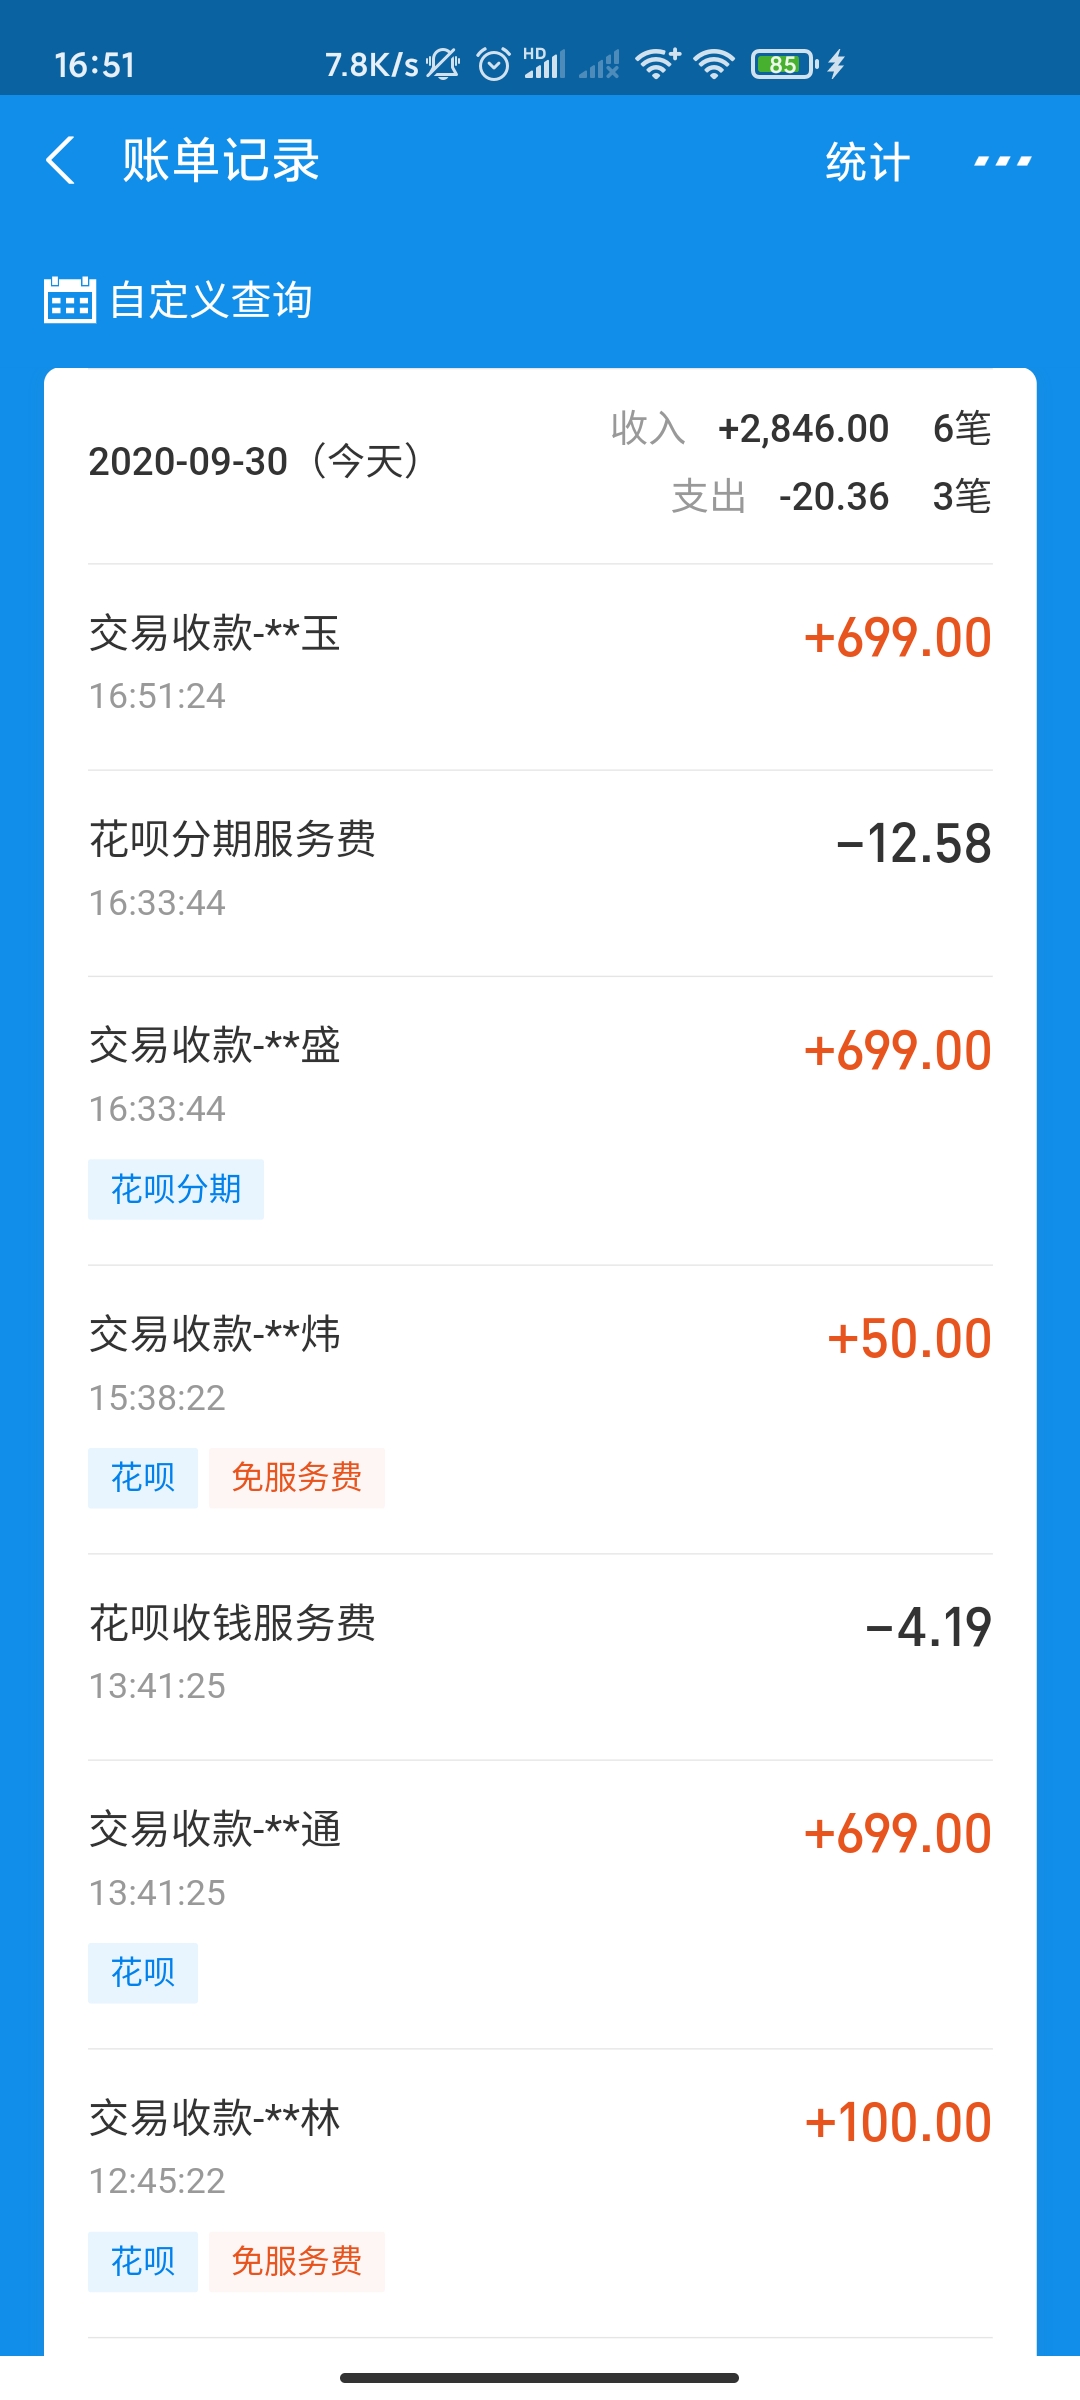 16:51 7.8K/s HD 85
账单记录 统计
自定义查询
2020-09-30（今天） 收入 +2,846.00 6笔
支出 -20.36 3笔
交易收款-**玉 +699.00
16:51:24
花呗分期服务费 −12.58
16:33:44
交易收款-**盛 +699.00
16:33:44
花呗分期
交易收款-**炜 +50.00
15:38:22
花呗 免服务费
花呗收钱服务费 −4.19
13:41:25
交易收款-**通 +699.00
13:41:25
花呗
交易收款-**林 +100.00
12:45:22
花呗 免服务费